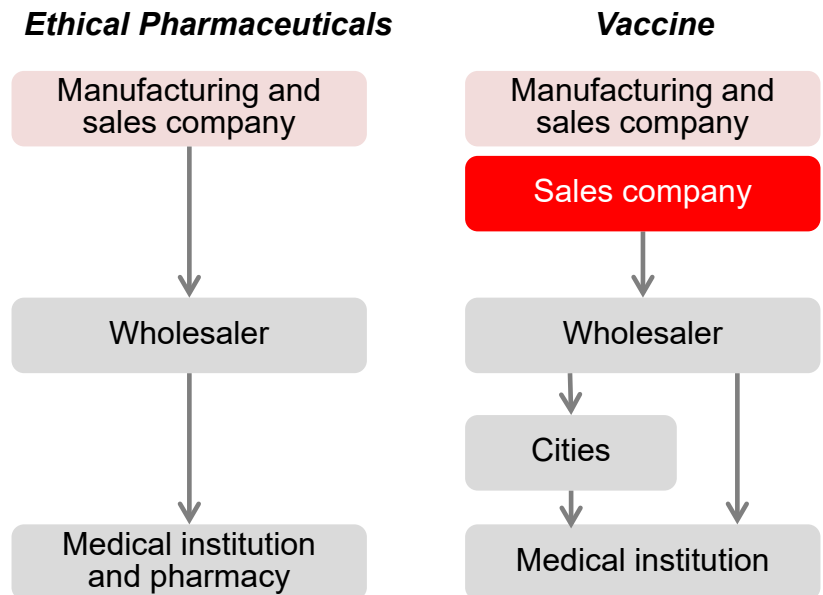 Ethical Pharmaceuticals
Manufacturing and
sales company
Wholesaler
Medical institution
and pharmacy
Vaccine
Manufacturing and
sales company
Sales company
Wholesaler
Cities
Medical institution